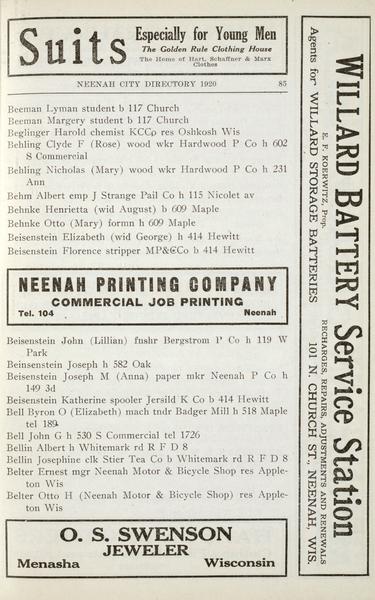 Suits
Especially for Young Men
The Golden Rule Clothing House
The Home of Hart, Schaffner & Marx
Clothes
NEENAH CITY DIRECTORY 1920 85
Beeman Lyman student b 117 Church
Beeman Margery student b 117 Church
Beglinger Harold chemist KCCo res Oshkosh Wis
Behling Clyde F (Rose) wood wkr Hardwood P Co h 602
S Commercial
Behling Nicholas (Mary) wood wkr Hardwood P Co h 231
Ann
Behm Albert emp J Strange Pail Co h 115 Nicolet av
Behnke Henrietta (wid August) b 609 Maple
Behnke Otto (Mary) formn h 609 Maple
Beisenstein Elizabeth (wid George) h 414 Hewitt
Beisenstein Florence stripper MP&CCo b 414 Hewitt
NEENAH PRINTING COMPANY
COMMERCIAL JOB PRINTING
Tel. 104 Neenah
Beisenstein John (Lillian) fnshr Bergstrom P Co h 119 W
Park
Beinsenstein Joseph h 582 Oak
Beisenstein Joseph M (Anna) paper mkr Neenah P Co h
149 3d
Beisenstein Katherine spooler Jersild K Co b 414 Hewitt
Bell Byron O (Elizabeth) mach tndr Badger Mill h 518 Maple
tel 189
Bell John G h 530 S Commercial tel 1726
Bellin Albert h Whitemark rd R F D 8
Bellin Josephine clk Stier Tea Co b Whitemark rd R F D 8
Belter Ernest mgr Neenah Motor & Bicycle Shop res Apple-
ton Wis
Belter Otto H (Neenah Motor & Bicycle Shop) res Apple-
ton Wis
O. S. SWENSON
JEWELER
Menasha Wisconsin
WILLARD BATTERY Service Station
E. F. KOERWITZ, Prop. RECHARGES, REPAIRS, ADJUSTMENTS AND RENEWALS
Agents for WILLARD STORAGE BATTERIES 101 N. CHURCH ST., NEENAH, WIS.